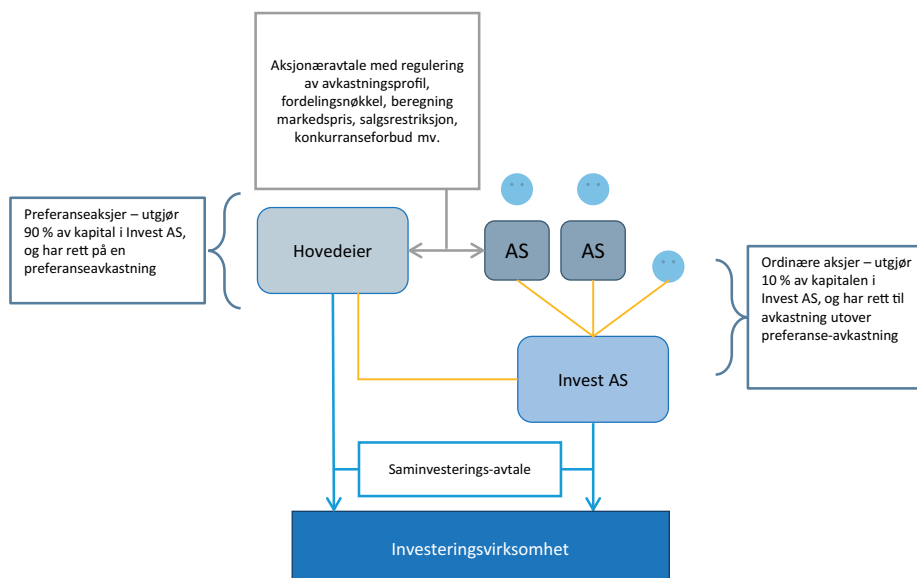 Aksjonæravtale med regulering
av avkastningsprofil,
fordelingsnøkkel, beregning
markedspris, salgsrestriksjon,
konkurranseforbud mv.
Preferanseaksjer – utgjør
90 % av kapital i Invest AS,
og har rett på en
preferanseavkastning
Hovedeier
AS
AS
Ordinære aksjer – utgjør
10 % av kapitalen i
Invest AS, og har rett til
avkastning utover
preferanse-avkastning
Invest AS
Saminvesterings-avtale
Investeringsvirksomhet